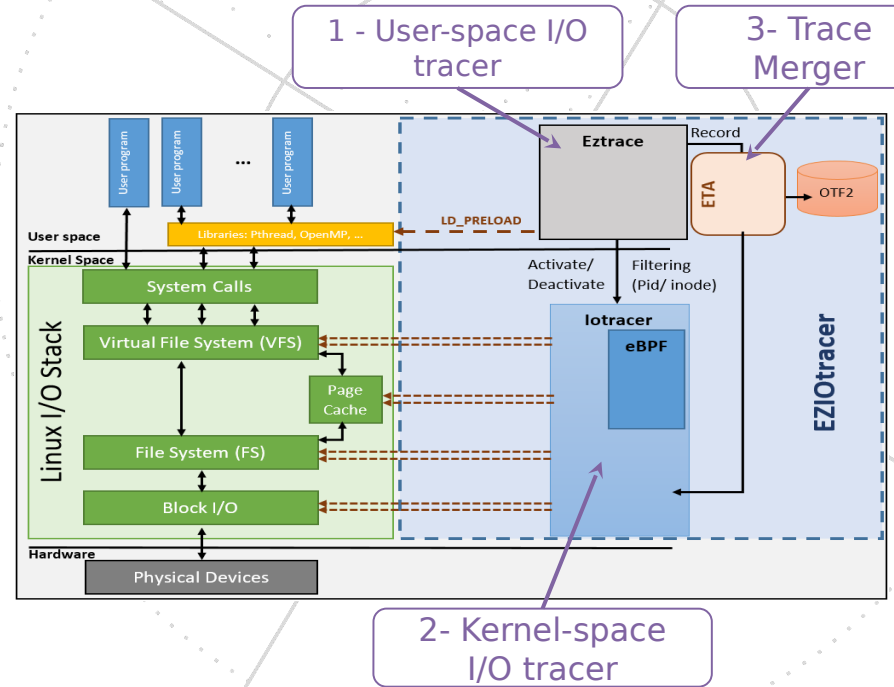 1 - User-space I/O
tracer
3- Trace
Merger
User program
User program
...
User program
Eztrace
Record
ETA
OTF2
Libraries: Pthread, OpenMP, ...
LD_PRELOAD
User space
Kernel Space
Activate/
Deactivate
Filtering
(Pid/ inode)
Linux I/O Stack
System Calls
Virtual File System (VFS)
Page
Cache
File System (FS)
Block I/O
Iotracer
eBPF
EZIOtracer
Hardware
Physical Devices
2- Kernel-space
I/O tracer